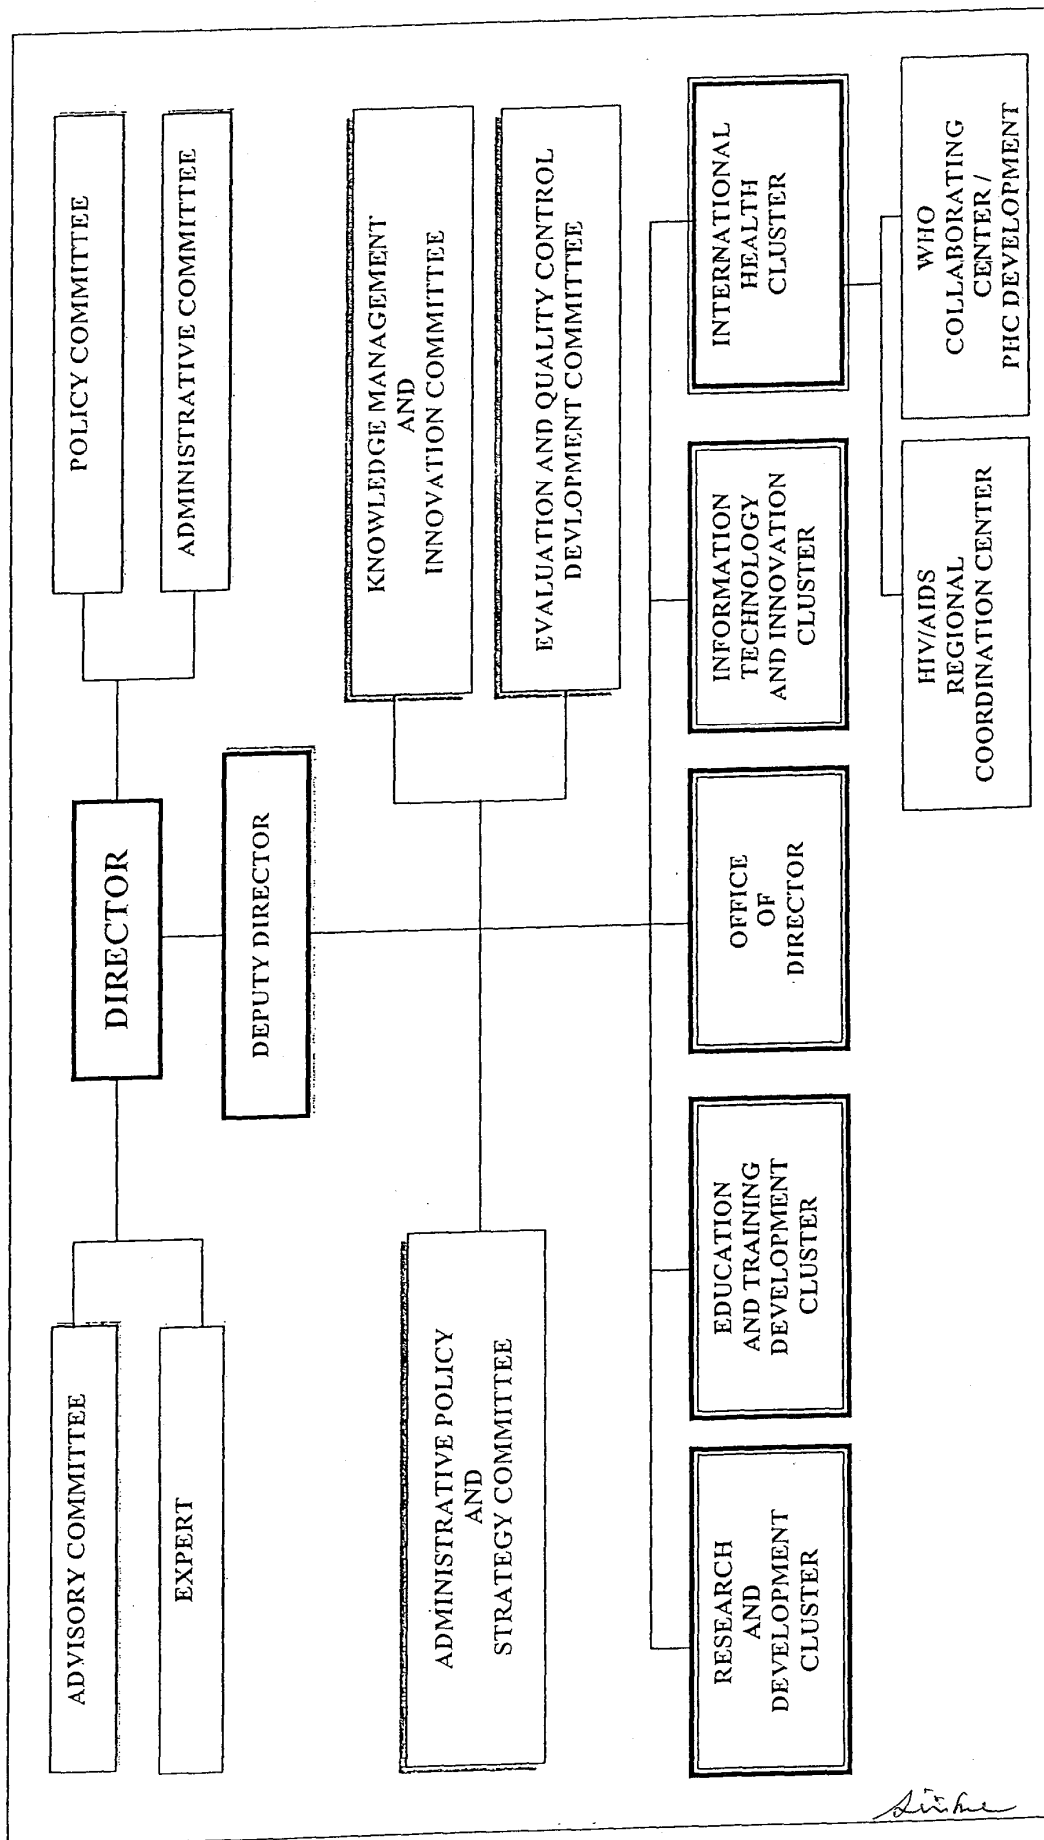 ADVISORY COMMITTEE
EXPERT
DIRECTOR
POLICY COMMITTEE
ADMINISTRATIVE COMMITTEE
DEPUTY DIRECTOR
ADMINISTRATIVE POLICY
AND
STRATEGY COMMITTEE
KNOWLEDGE MANAGEMENT
AND
INNOVATION COMMITTEE
EVALUATION AND QUALITY CONTROL
DEVLOPMENT COMMITTEE
RESEARCH
AND
DEVELOPMENT
CLUSTER
EDUCATION
AND TRAINING
DEVELOPMENT
CLUSTER
OFFICE
OF
DIRECTOR
INFORMATION
TECHNOLOGY
AND INNOVATION
CLUSTER
INTERNATIONAL
HEALTH
CLUSTER
HIV/AIDS
REGIONAL
COORDINATION CENTER
WHO
COLLABORATING
CENTER /
PHC DEVELOPMENT